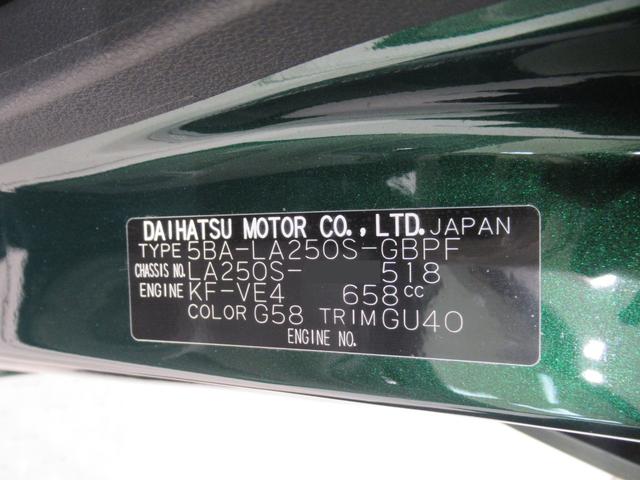 DAIHATSU MOTOR CO., LTD. JAPAN
TYPE 5BA-LA250S-GBPF
CHASSIS NO. LA250S- 518
ENGINE KF-VE4 658CC
COLOR G58 TRIM GU40
ENGINE NO.